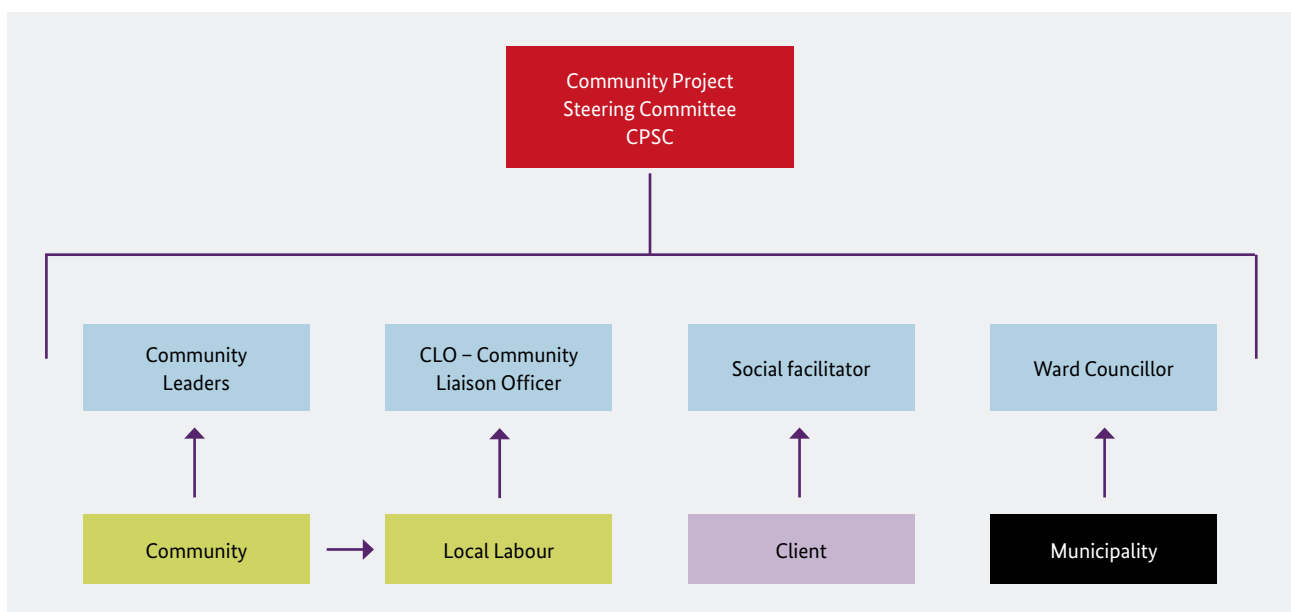 Community Project
Steering Committee
CPSC
Community
Leaders
CLO – Community
Liaison Officer
Social facilitator
Ward Councillor
Community
Local Labour
Client
Municipality